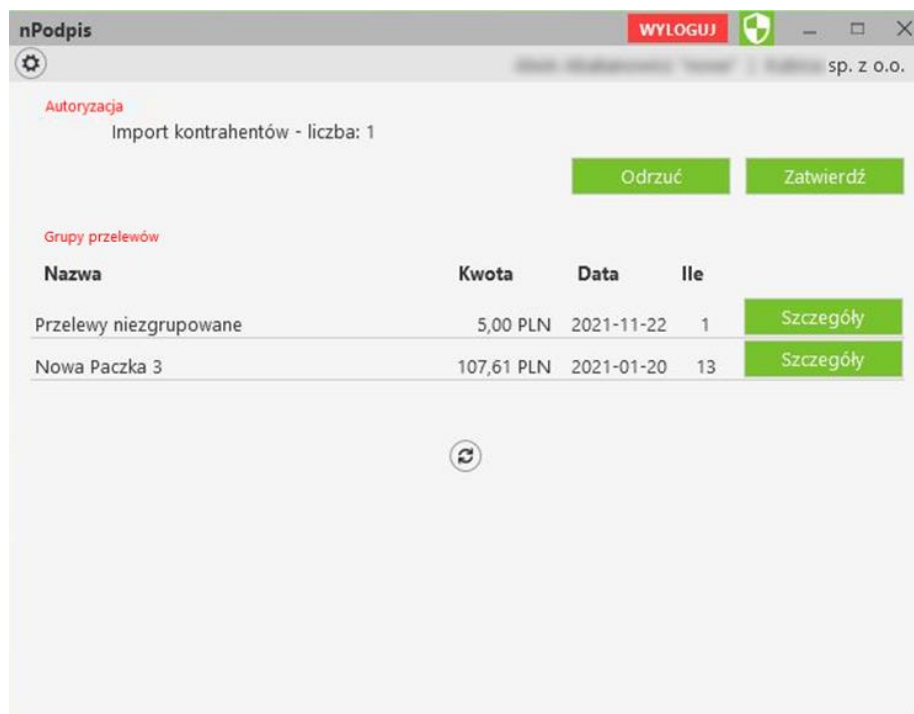 nPodpis WYLOGUJ
sp. z o.o.
Autoryzacja
Import kontrahentów - liczba: 1
Odrzuć Zatwierdź
Grupy przelewów
Nazwa Kwota Data Ile
Przelewy niezgrupowane 5,00 PLN 2021-11-22 1 Szczegóły
Nowa Paczka 3 107,61 PLN 2021-01-20 13 Szczegóły